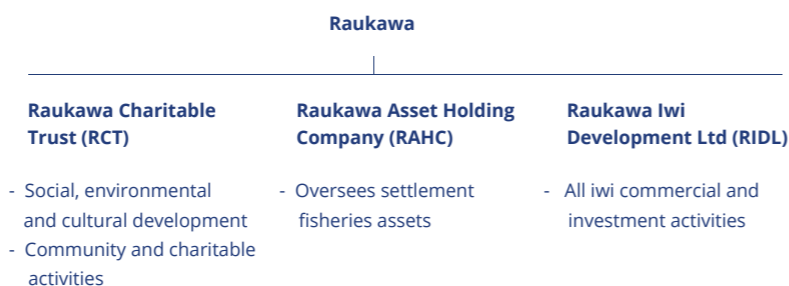 Raukawa
Raukawa Charitable
Trust (RCT)
- Social, environmental
and cultural development
- Community and charitable
activities
Raukawa Asset Holding
Company (RAHC)
- Oversees settlement
fisheries assets
Raukawa Iwi
Development Ltd (RIDL)
- All iwi commercial and
investment activities